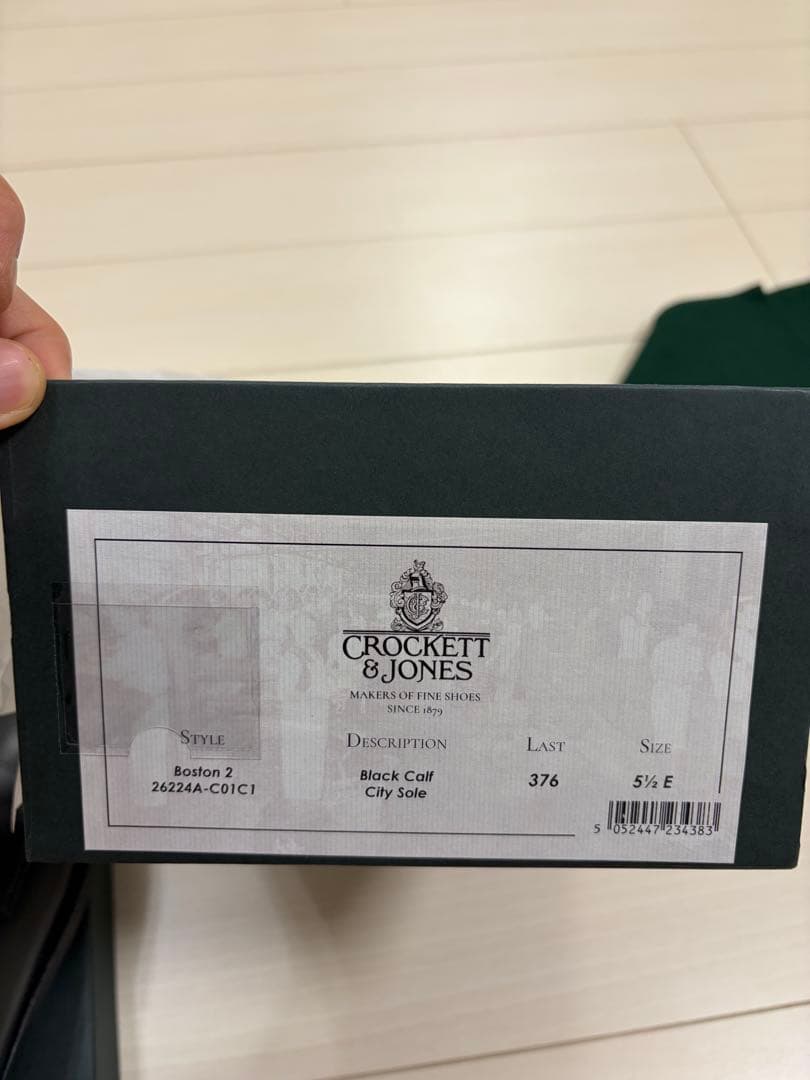 CROCKETT
& JONES
MAKERS OF FINE SHOES
SINCE 1879
STYLE DESCRIPTION LAST SIZE
Boston 2 Black Calf 376 5½ E
26224A-C01C1 City Sole
5 052447 234383